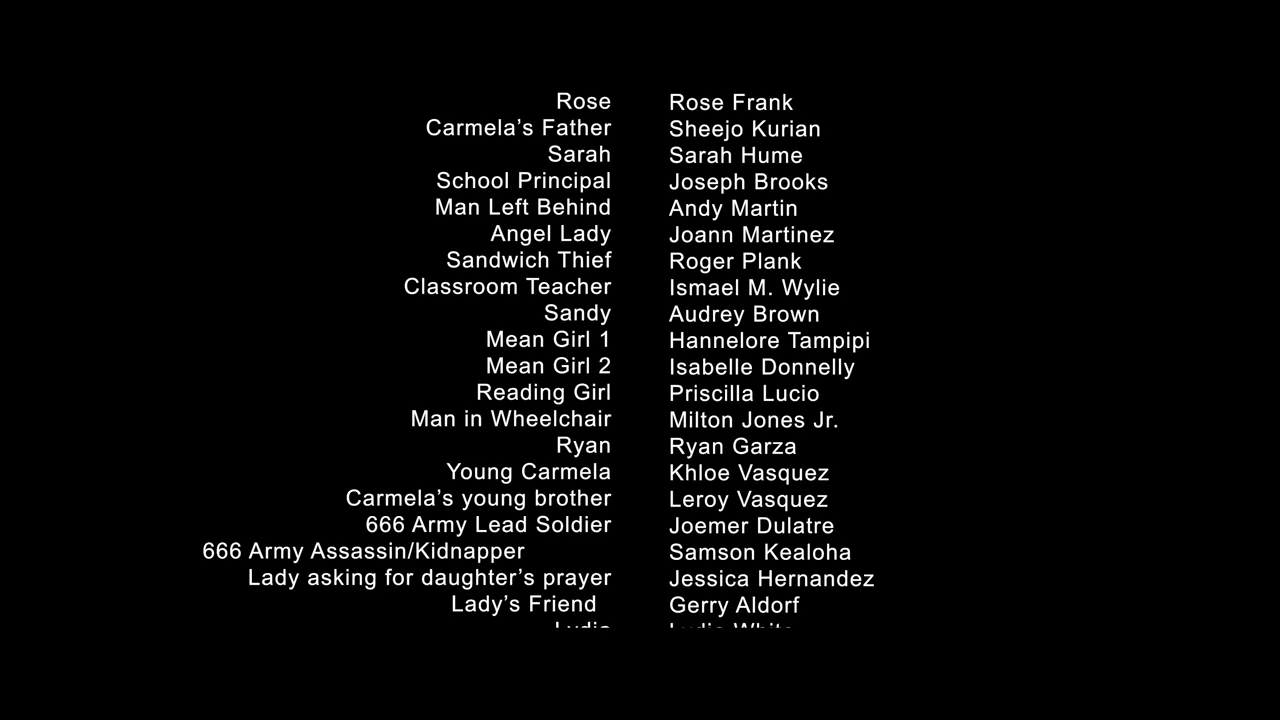 Rose Rose Frank
Carmela’s Father Sheejo Kurian
Sarah Sarah Hume
School Principal Joseph Brooks
Man Left Behind Andy Martin
Angel Lady Joann Martinez
Sandwich Thief Roger Plank
Classroom Teacher Ismael M. Wylie
Sandy Audrey Brown
Mean Girl 1 Hannelore Tampipi
Mean Girl 2 Isabelle Donnelly
Reading Girl Priscilla Lucio
Man in Wheelchair Milton Jones Jr.
Ryan Ryan Garza
Young Carmela Khloe Vasquez
Carmela’s young brother Leroy Vasquez
666 Army Lead Soldier Joemer Dulatre
666 Army Assassin/Kidnapper Samson Kealoha
Lady asking for daughter’s prayer Jessica Hernandez
Lady’s Friend Gerry Aldorf